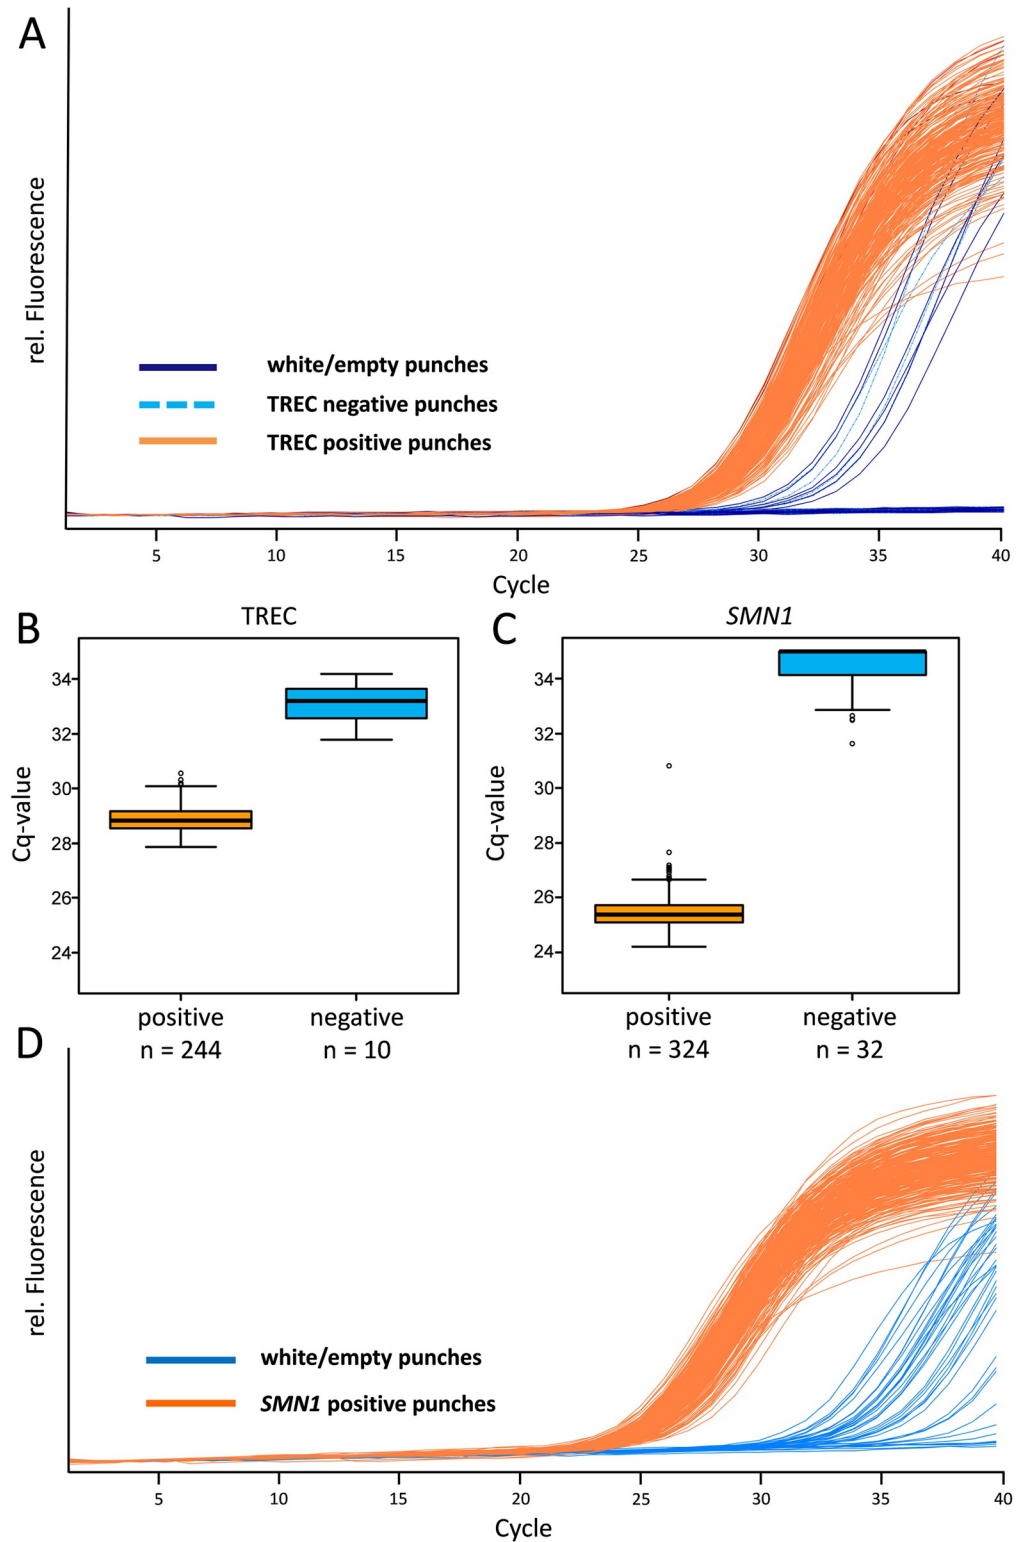 A
rel. Fluorescence
white/empty punches
TREC negative punches
TREC positive punches
5 10 15 20 25 30 35 40
Cycle
B
TREC
Cq-value
34
32
30
28
26
24
positive negative
n = 244 n = 10
C
SMN1
Cq-value
34
32
30
28
26
24
positive negative
n = 324 n = 32
D
rel. Fluorescence
white/empty punches
SMN1 positive punches
5 10 15 20 25 30 35 40
Cycle